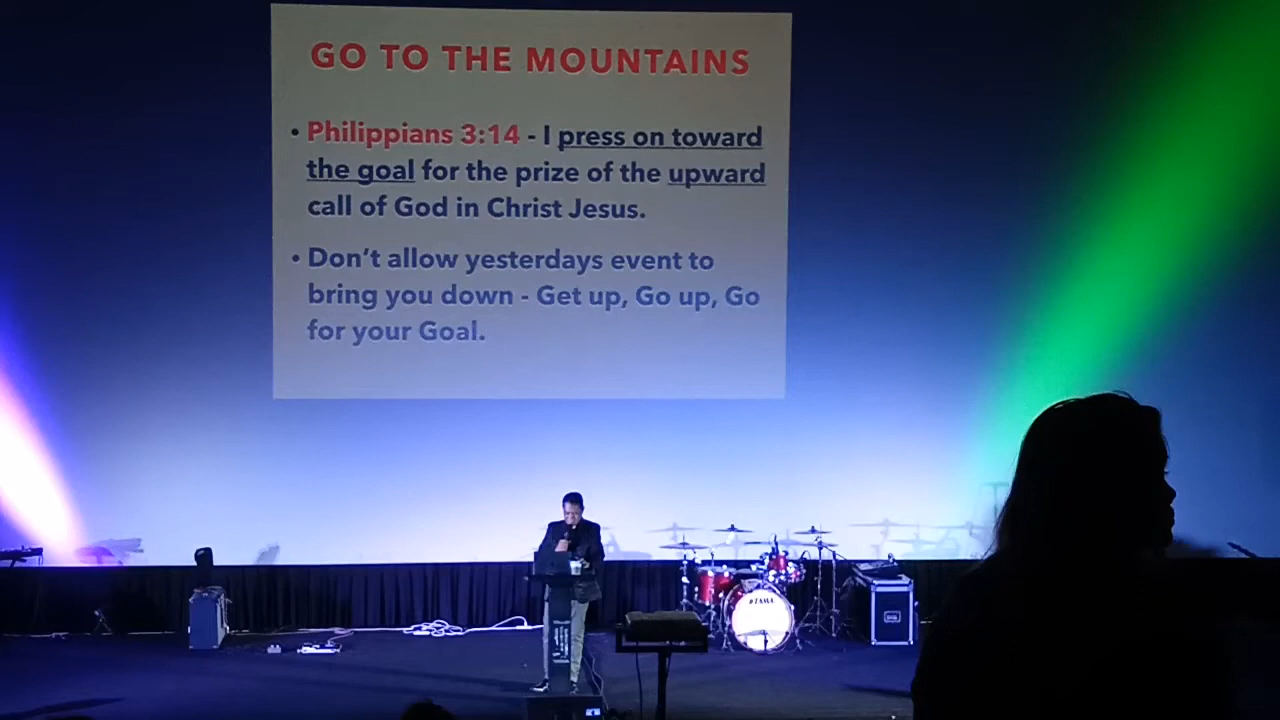 GO TO THE MOUNTAINS
• Philippians 3:14 - I press on toward
the goal for the prize of the upward
call of God in Christ Jesus.
• Don't allow yesterdays event to
bring you down - Get up, Go up, Go
for your Goal.
TAMA